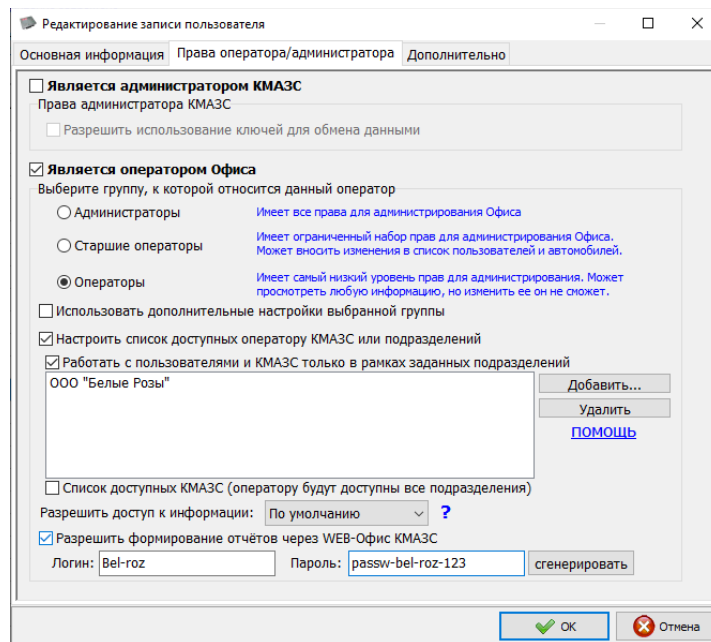 Редактирование записи пользователя
Основная информация
Права оператора/администратора
Дополнительно
Является администратором КМАЗС
Права администратора КМАЗС
Разрешить использование ключей для обмена данными
Является оператором Офиса
Выберите группу, к которой относится данный оператор
Администраторы
Имеет все права для администрирования Офиса
Старшие операторы
Имеет ограниченный набор прав для администрирования Офиса.
Может вносить изменения в список пользователей и автомобилей.
Операторы
Имеет самый низкий уровень прав для администрирования. Может
просмотреть любую информацию, но изменить ее он не сможет.
Использовать дополнительные настройки выбранной группы
Настроить список доступных оператору КМАЗС или подразделений
Работать с пользователями и КМАЗС только в рамках заданных подразделений
ООО "Белые Розы"
Добавить...
Удалить
ПОМОЩЬ
Список доступных КМАЗС (оператору будут доступны все подразделения)
Разрешить доступ к информации: По умолчанию ?
Разрешить формирование отчётов через WEB-Офис КМАЗС
Логин: Bel-roz Пароль: passw-bel-roz-123 сгенерировать
ОК
Отмена